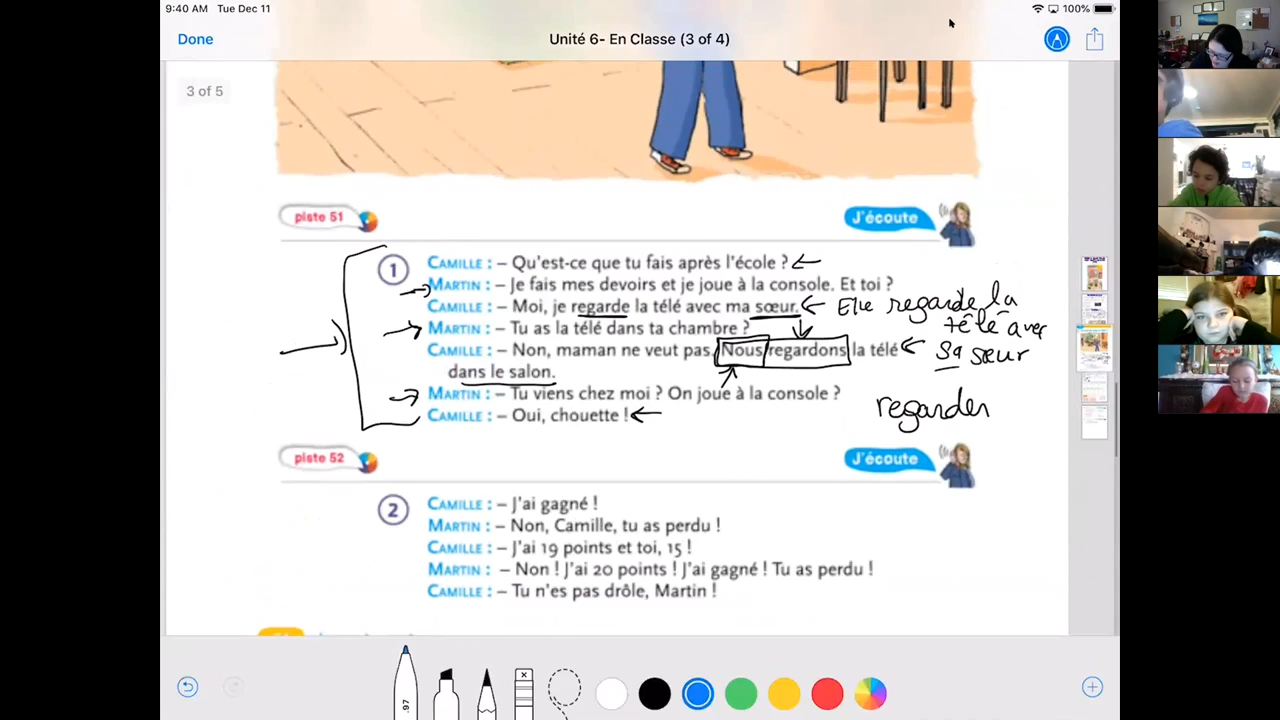 9:40 AM Tue Dec 11
100%
Done
Unité 6- En Classe (3 of 4)
3 of 5
piste 51
J'écoute
1
CAMILLE : – Qu'est-ce que tu fais après l'école ?
MARTIN : – Je fais mes devoirs et je joue à la console. Et toi ?
CAMILLE : – Moi, je regarde la télé avec ma sœur.
Elle regarde la
télé avec
sa sœur
MARTIN : – Tu as la télé dans ta chambre ?
CAMILLE : – Non, maman ne veut pas. Nous regardons la télé
dans le salon.
MARTIN : – Tu viens chez moi ? On joue à la console ?
regarder
CAMILLE : – Oui, chouette !
piste 52
J'écoute
2
CAMILLE : – J'ai gagné !
MARTIN : – Non, Camille, tu as perdu !
CAMILLE : – J'ai 19 points et toi, 15 !
MARTIN : – Non ! J'ai 20 points ! J'ai gagné ! Tu as perdu !
CAMILLE : – Tu n'es pas drôle, Martin !
.97